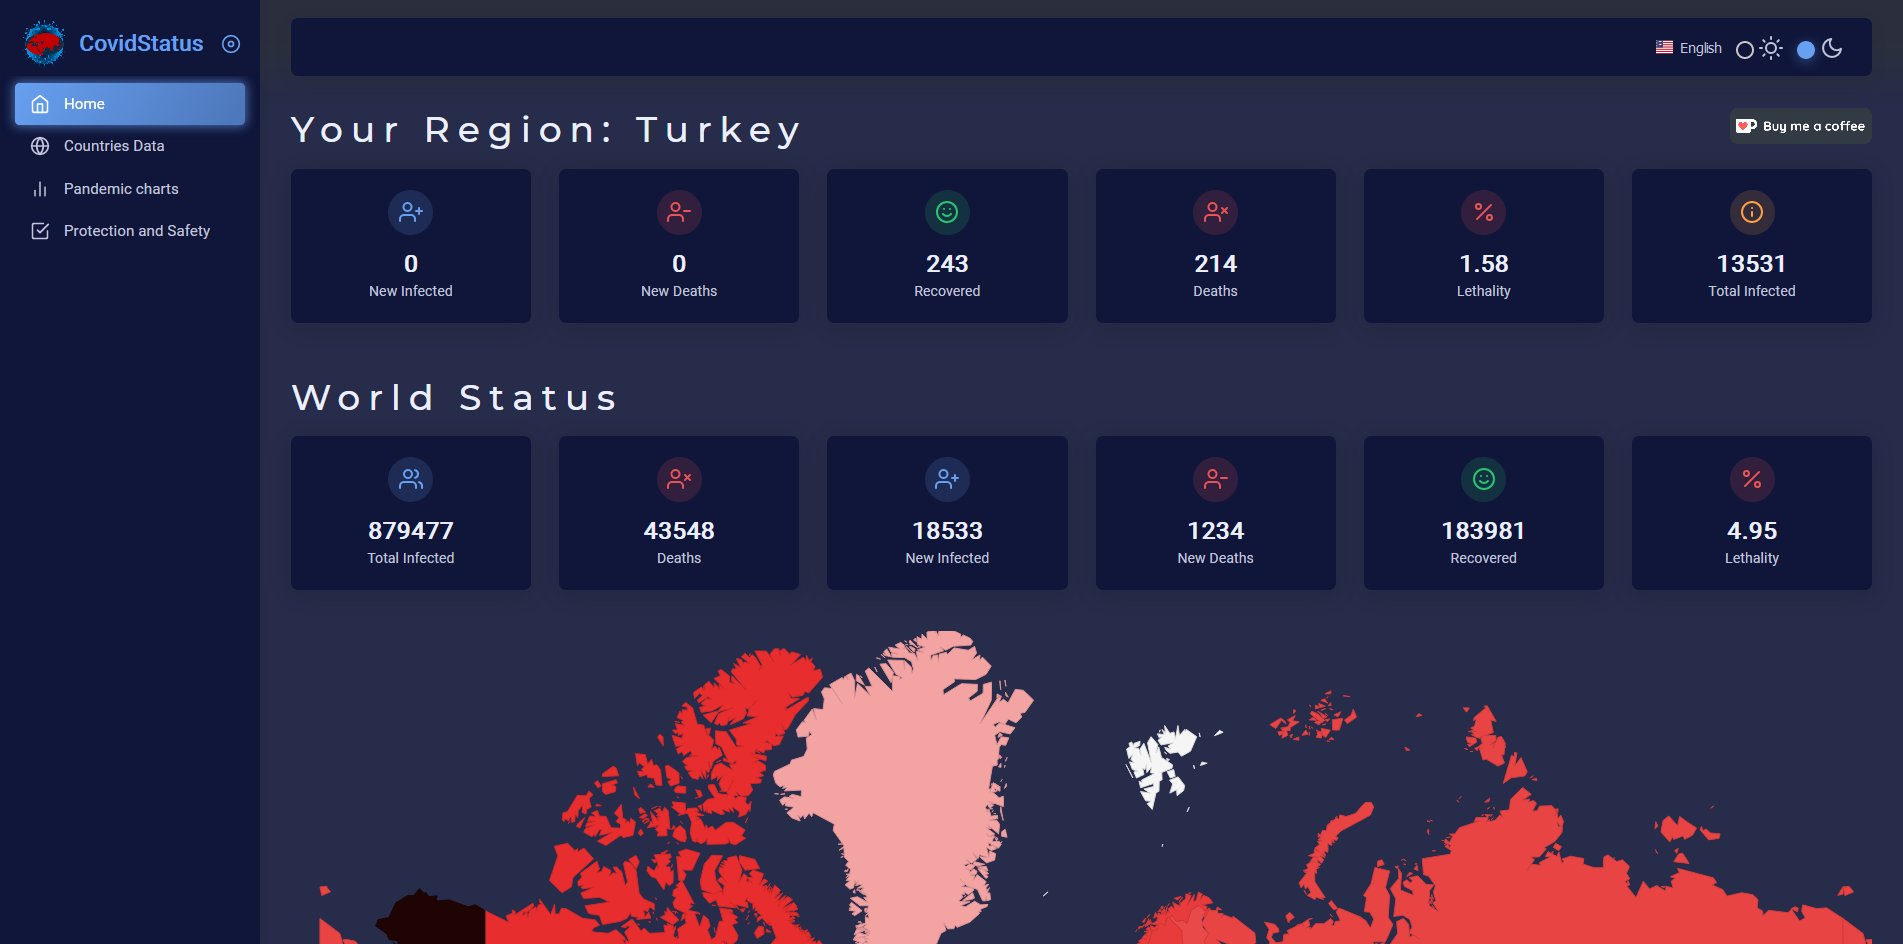 CovidStatus
Home
Countries Data
Pandemic charts
Protection and Safety
English
Your Region: Turkey
Buy me a coffee
0
New Infected
0
New Deaths
243
Recovered
214
Deaths
1.58
Lethality
13531
Total Infected
World Status
879477
Total Infected
43548
Deaths
18533
New Infected
1234
New Deaths
183981
Recovered
4.95
Lethality